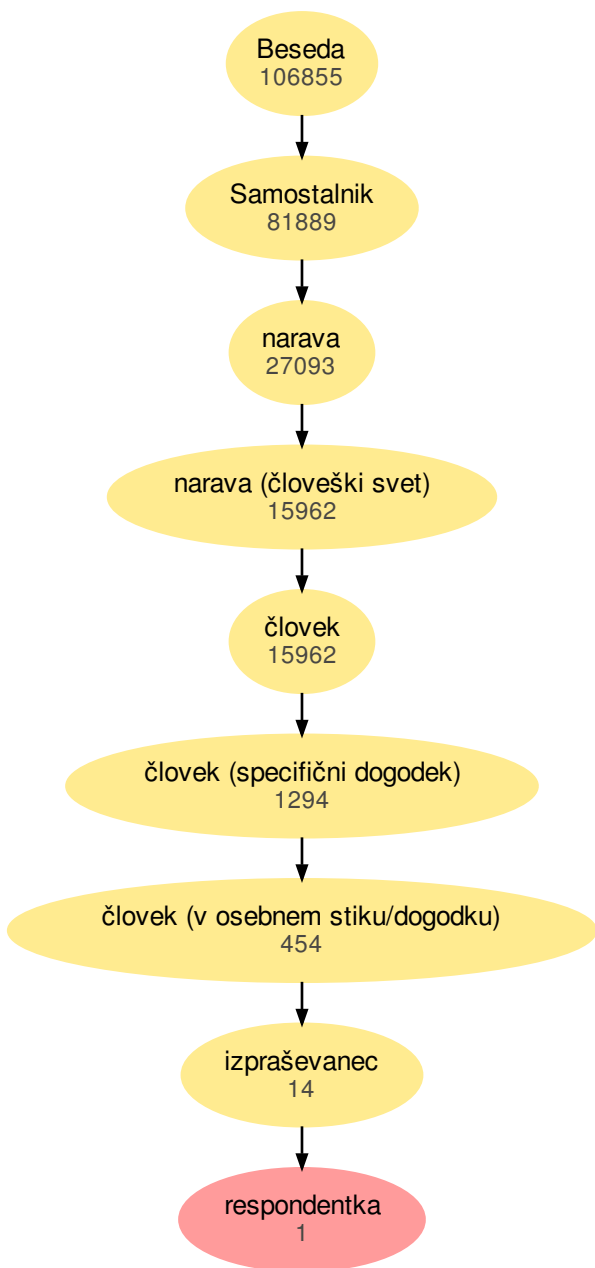 Beseda
106855
Samostalnik
81889
narava
27093
narava (človeški svet)
15962
človek
15962
človek (specifični dogodek)
1294
človek (v osebnem stiku/dogodku)
454
izpraševanec
14
respondentka
1